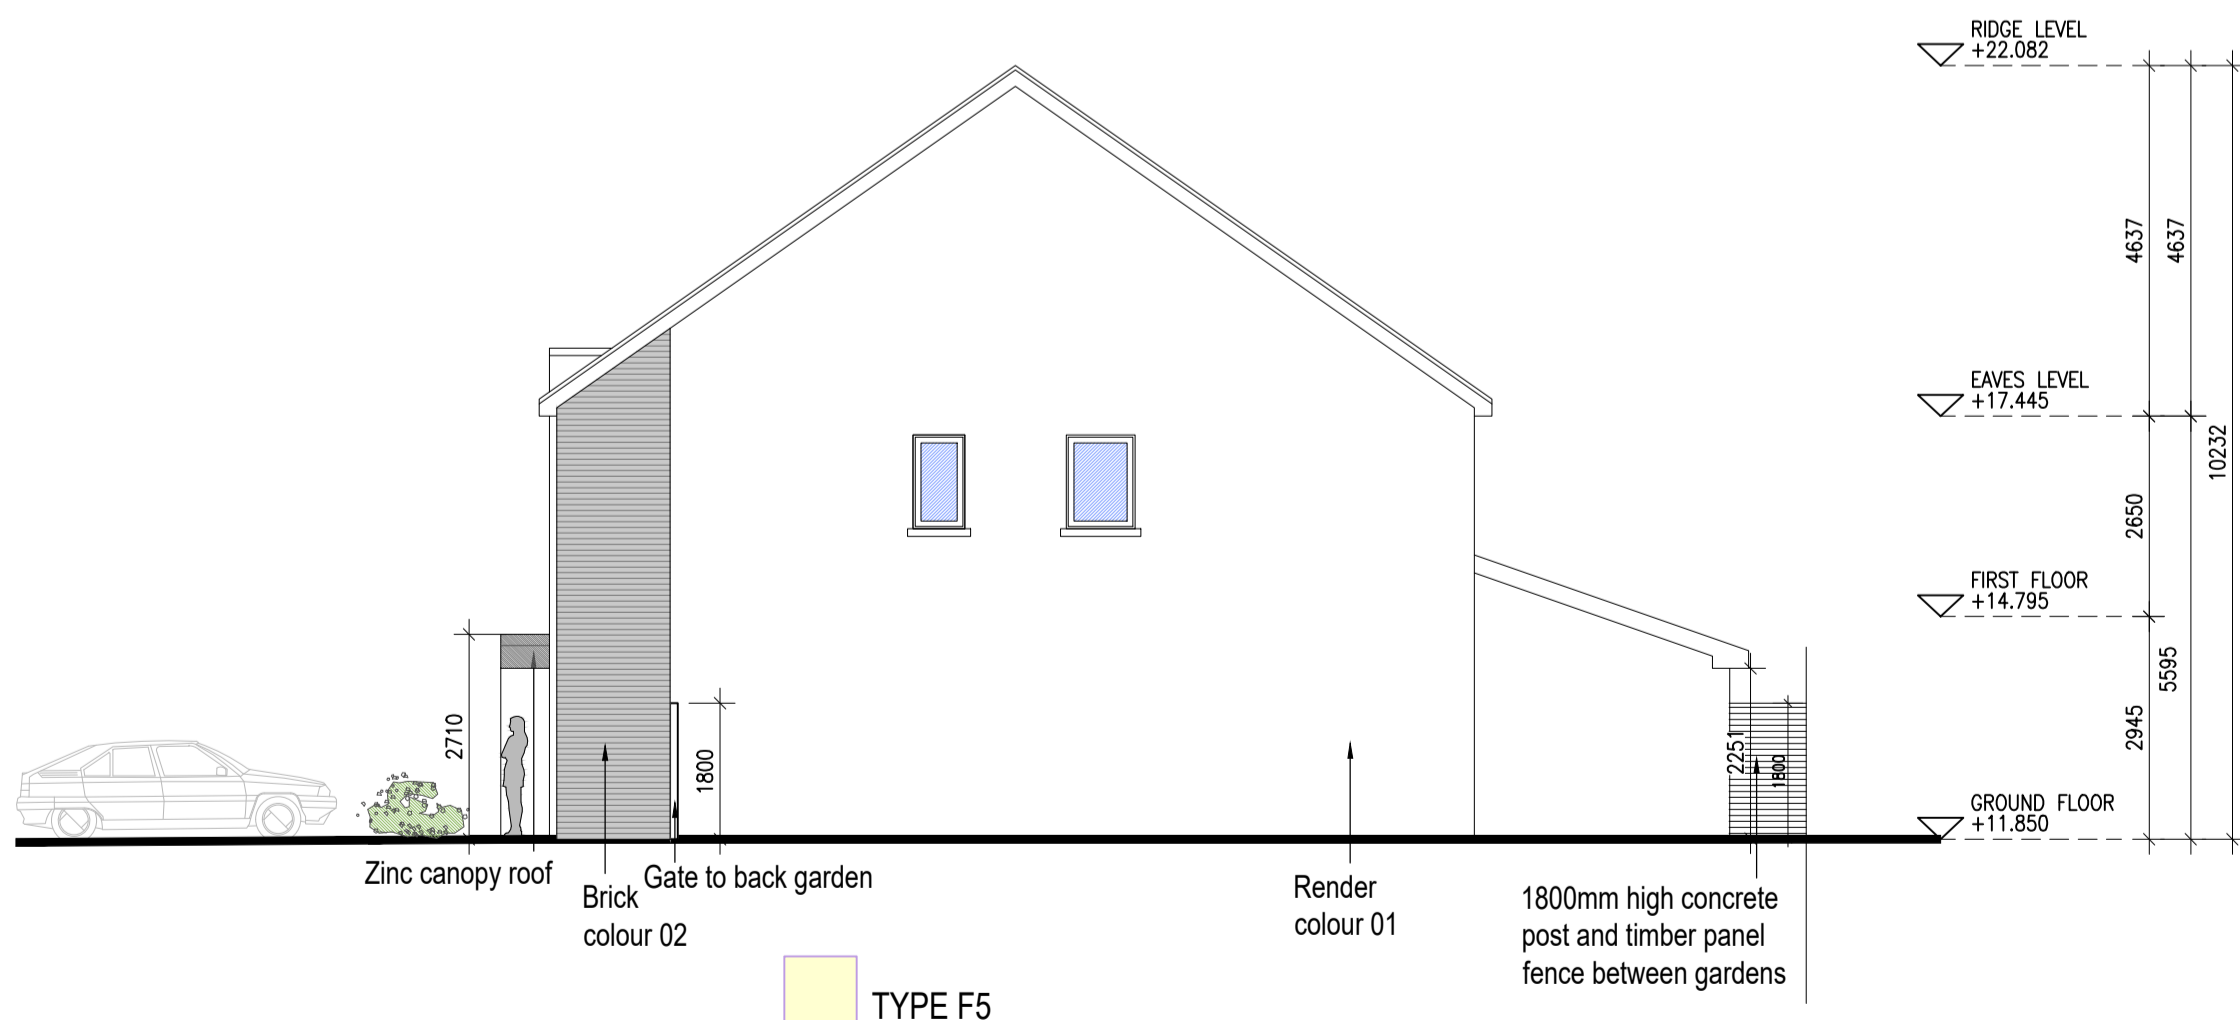 RIDGE LEVEL
+22.082
4637
4637
EAVES LEVEL
+17.445
10232
2650
FIRST FLOOR
+14.795
5595
2945
2710
1800
2251
1800
GROUND FLOOR
+11.850
Zinc canopy roof
Brick
colour 02
Gate to back garden
Render
colour 01
1800mm high concrete
post and timber panel
fence between gardens
TYPE F5